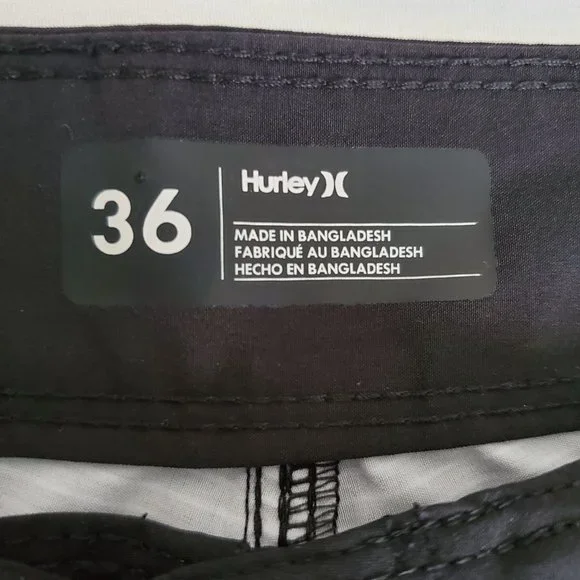 36
Hurley
MADE IN BANGLADESH
FABRIQUÉ AU BANGLADESH
HECHO EN BANGLADESH